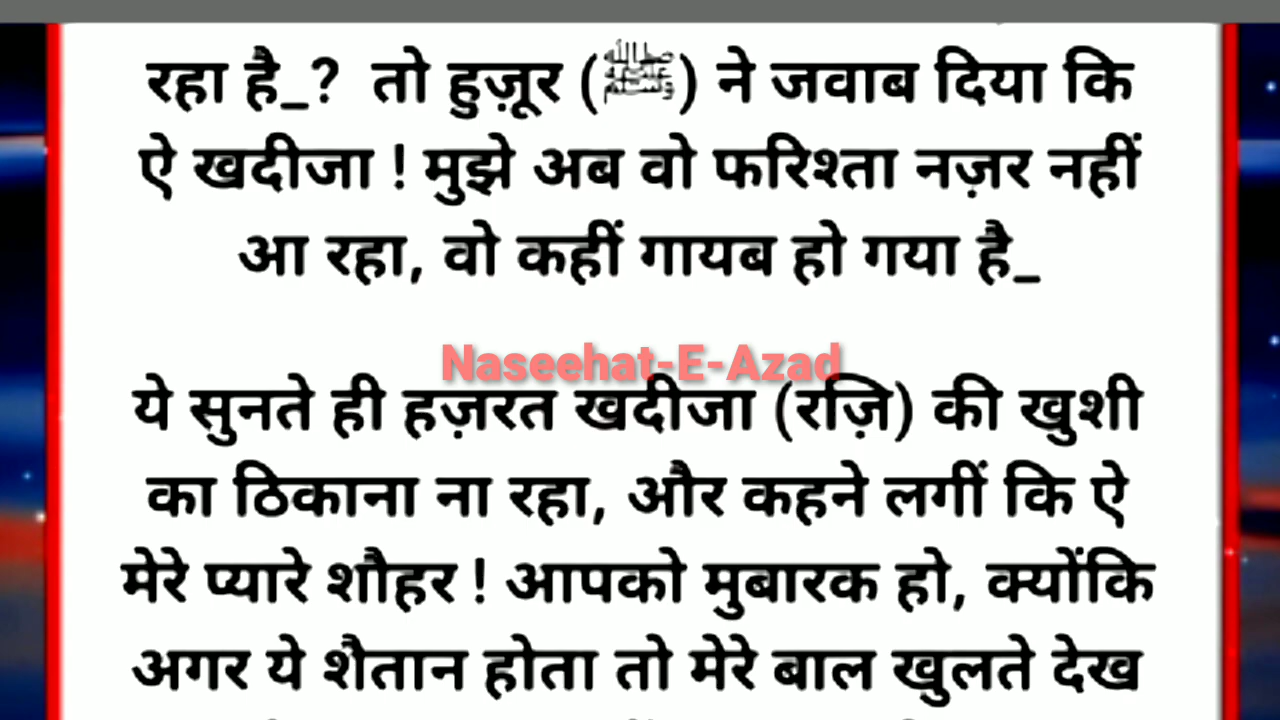 रहा है_? तो हुज़ूर (ﷺ) ने जवाब दिया कि
ऐ खदीजा ! मुझे अब वो फरिश्ता नज़र नहीं
आ रहा, वो कहीं गायब हो गया है_
Naseehat-E-Azad
ये सुनते ही हज़रत खदीजा (रज़ि) की खुशी
का ठिकाना ना रहा, और कहने लगीं कि ऐ
मेरे प्यारे शौहर ! आपको मुबारक हो, क्योंकि
अगर ये शैतान होता तो मेरे बाल खुलते देख